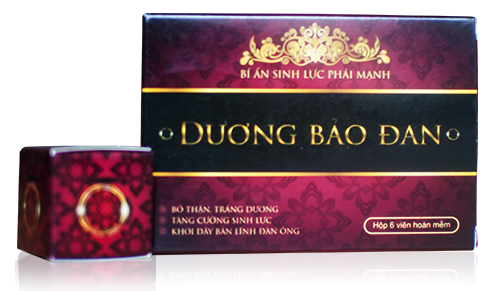 BÍ ẨN SINH LỰC PHÁI MẠNH
DƯƠNG BẢO ĐAN
BỔ THẬN, TRÁNG DƯƠNG
TĂNG CƯỜNG SINH LỰC
KHƠI DẬY BẢN LĨNH ĐÀN ÔNG
Hộp 6 viên hoàn mềm